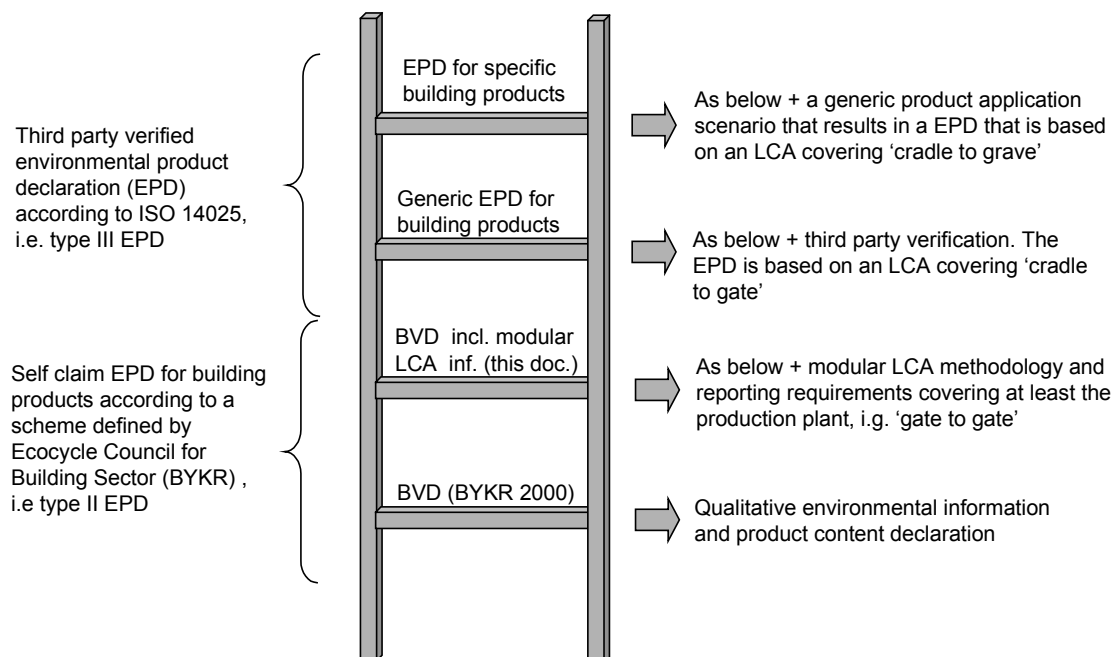 EPD for specific
building products
As below + a generic product application
scenario that results in a EPD that is based
on an LCA covering ‘cradle to grave’
Third party verified
environmental product
declaration (EPD)
according to ISO 14025,
i.e. type III EPD
Generic EPD for
building products
As below + third party verification. The
EPD is based on an LCA covering ‘cradle
to gate’
BVD incl. modular
LCA inf. (this doc.)
As below + modular LCA methodology and
reporting requirements covering at least the
production plant, i.g. ‘gate to gate’
Self claim EPD for building
products according to a
scheme defined by
Ecocycle Council for
Building Sector (BYKR) ,
i.e type II EPD
BVD (BYKR 2000)
Qualitative environmental information
and product content declaration